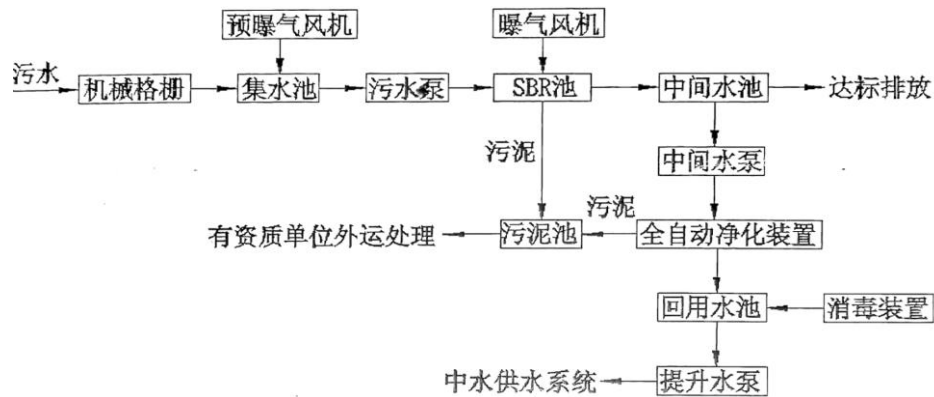 预曝气风机
曝气风机
污水
机械格栅
集水池
污水泵
SBR池
中间水池
达标排放
污泥
中间水泵
污泥
有资质单位外运处理
污泥池
全自动净化装置
回用水池
消毒装置
中水供水系统
提升水泵